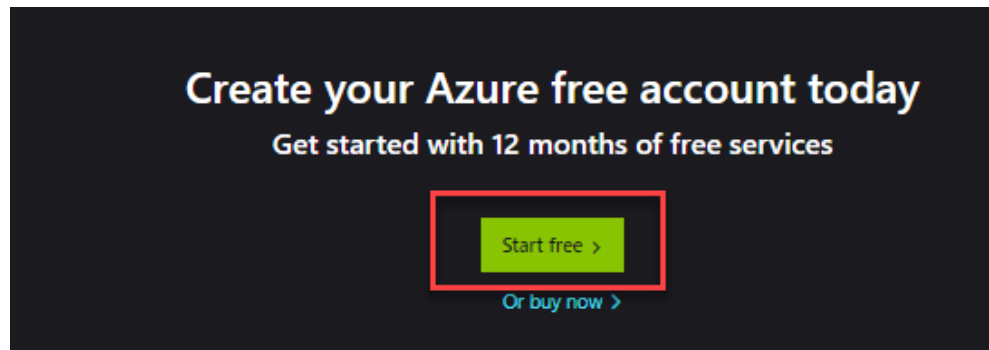 Create your Azure free account today
Get started with 12 months of free services
Start free >
Or buy now >